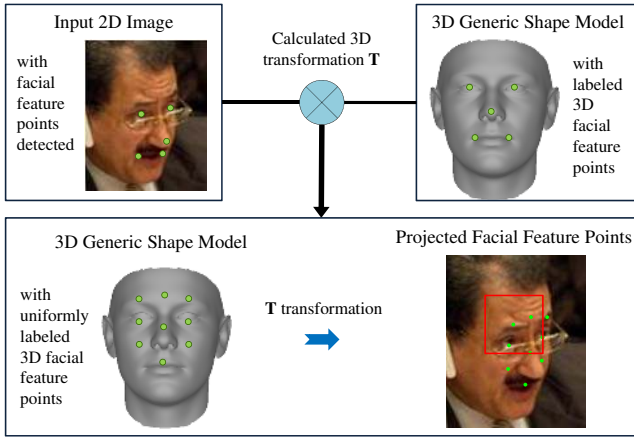 Input 2D Image
with
facial
feature
points
detected
Calculated 3D
transformation T
3D Generic Shape Model
with
labeled
3D
facial
feature
points
3D Generic Shape Model
with
uniformly
labeled
3D facial
feature
points
T transformation
Projected Facial Feature Points